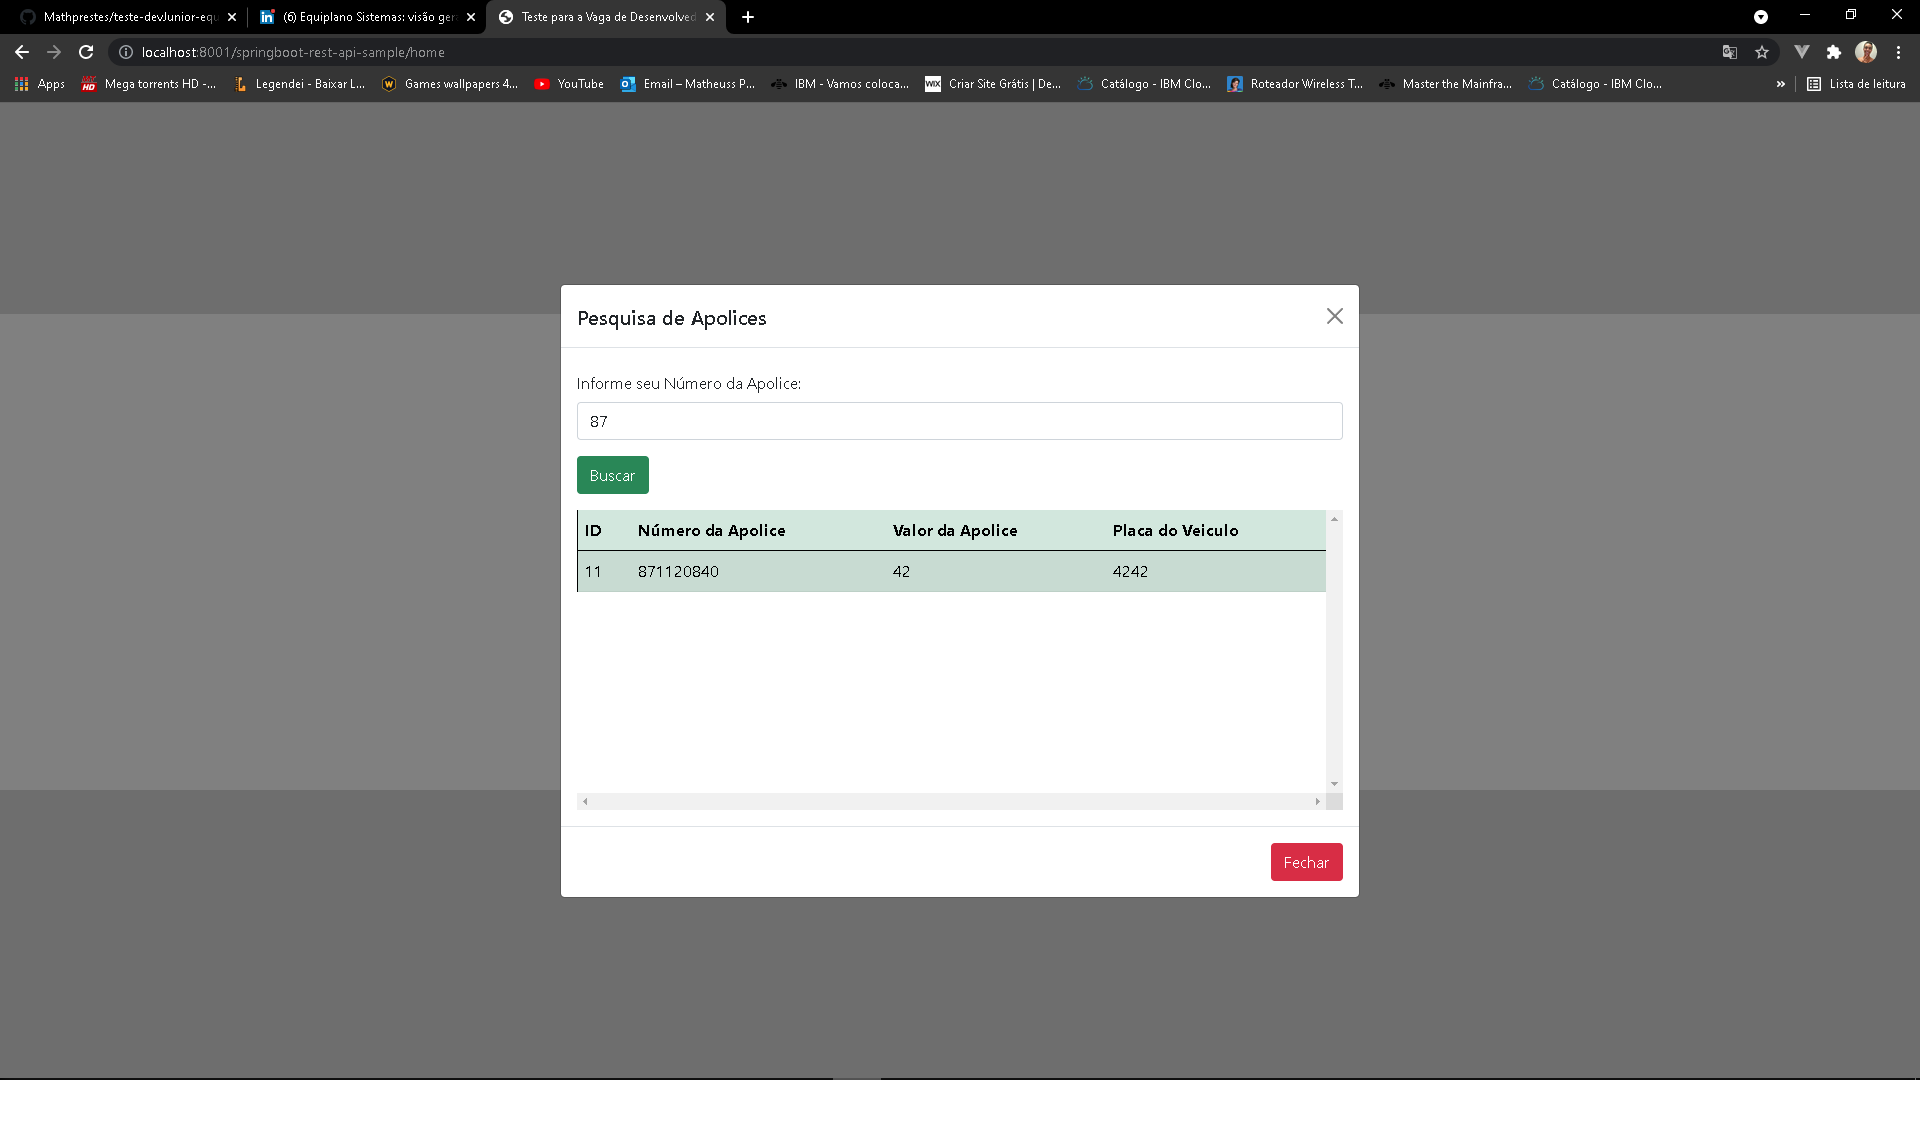 Mathprestes/teste-devJunior-equ
(6) Equiplano Sistemas: visão ger
Teste para a Vaga de Desenvolved
localhost:8001/springboot-rest-api-sample/home
Apps
Mega torrents HD -...
Legendei - Baixar L...
Games wallpapers 4...
YouTube
Email – Matheuss P...
IBM - Vamos coloca...
WIX
Criar Site Grátis | De...
Catálogo - IBM Clo...
Roteador Wireless T...
Master the Mainfra...
Catálogo - IBM Clo...
»
Lista de leitura
Pesquisa de Apolices
Informe seu Número da Apolice:
87
Buscar
ID Número da Apolice Valor da Apolice Placa do Veiculo
11 871120840 42 4242
Fechar